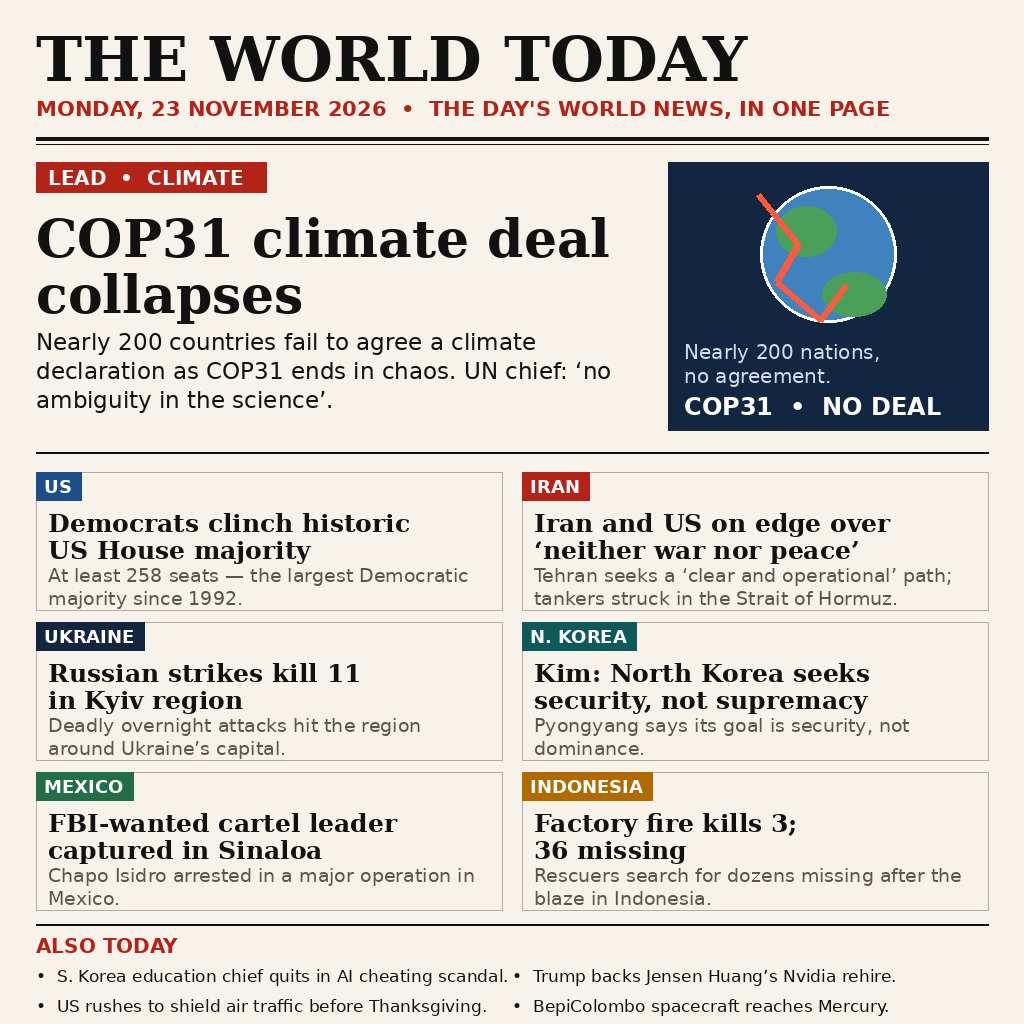 THE WORLD TODAY
MONDAY, 23 NOVEMBER 2026 • THE DAY'S WORLD NEWS, IN ONE PAGE
LEAD • CLIMATE
COP31 climate deal
collapses
Nearly 200 countries fail to agree a climate
declaration as COP31 ends in chaos. UN chief: ‘no
ambiguity in the science’.
Nearly 200 nations,
no agreement.
COP31 • NO DEAL
US
Democrats clinch historic
US House majority
At least 258 seats — the largest Democratic
majority since 1992.
IRAN
Iran and US on edge over
‘neither war nor peace’
Tehran seeks a ‘clear and operational’ path;
tankers struck in the Strait of Hormuz.
UKRAINE
Russian strikes kill 11
in Kyiv region
Deadly overnight attacks hit the region
around Ukraine’s capital.
N. KOREA
Kim: North Korea seeks
security, not supremacy
Pyongyang says its goal is security, not
dominance.
MEXICO
FBI-wanted cartel leader
captured in Sinaloa
Chapo Isidro arrested in a major operation in
Mexico.
INDONESIA
Factory fire kills 3;
36 missing
Rescuers search for dozens missing after the
blaze in Indonesia.
ALSO TODAY
• S. Korea education chief quits in AI cheating scandal.
• Trump backs Jensen Huang’s Nvidia rehire.
• US rushes to shield air traffic before Thanksgiving.
• BepiColombo spacecraft reaches Mercury.